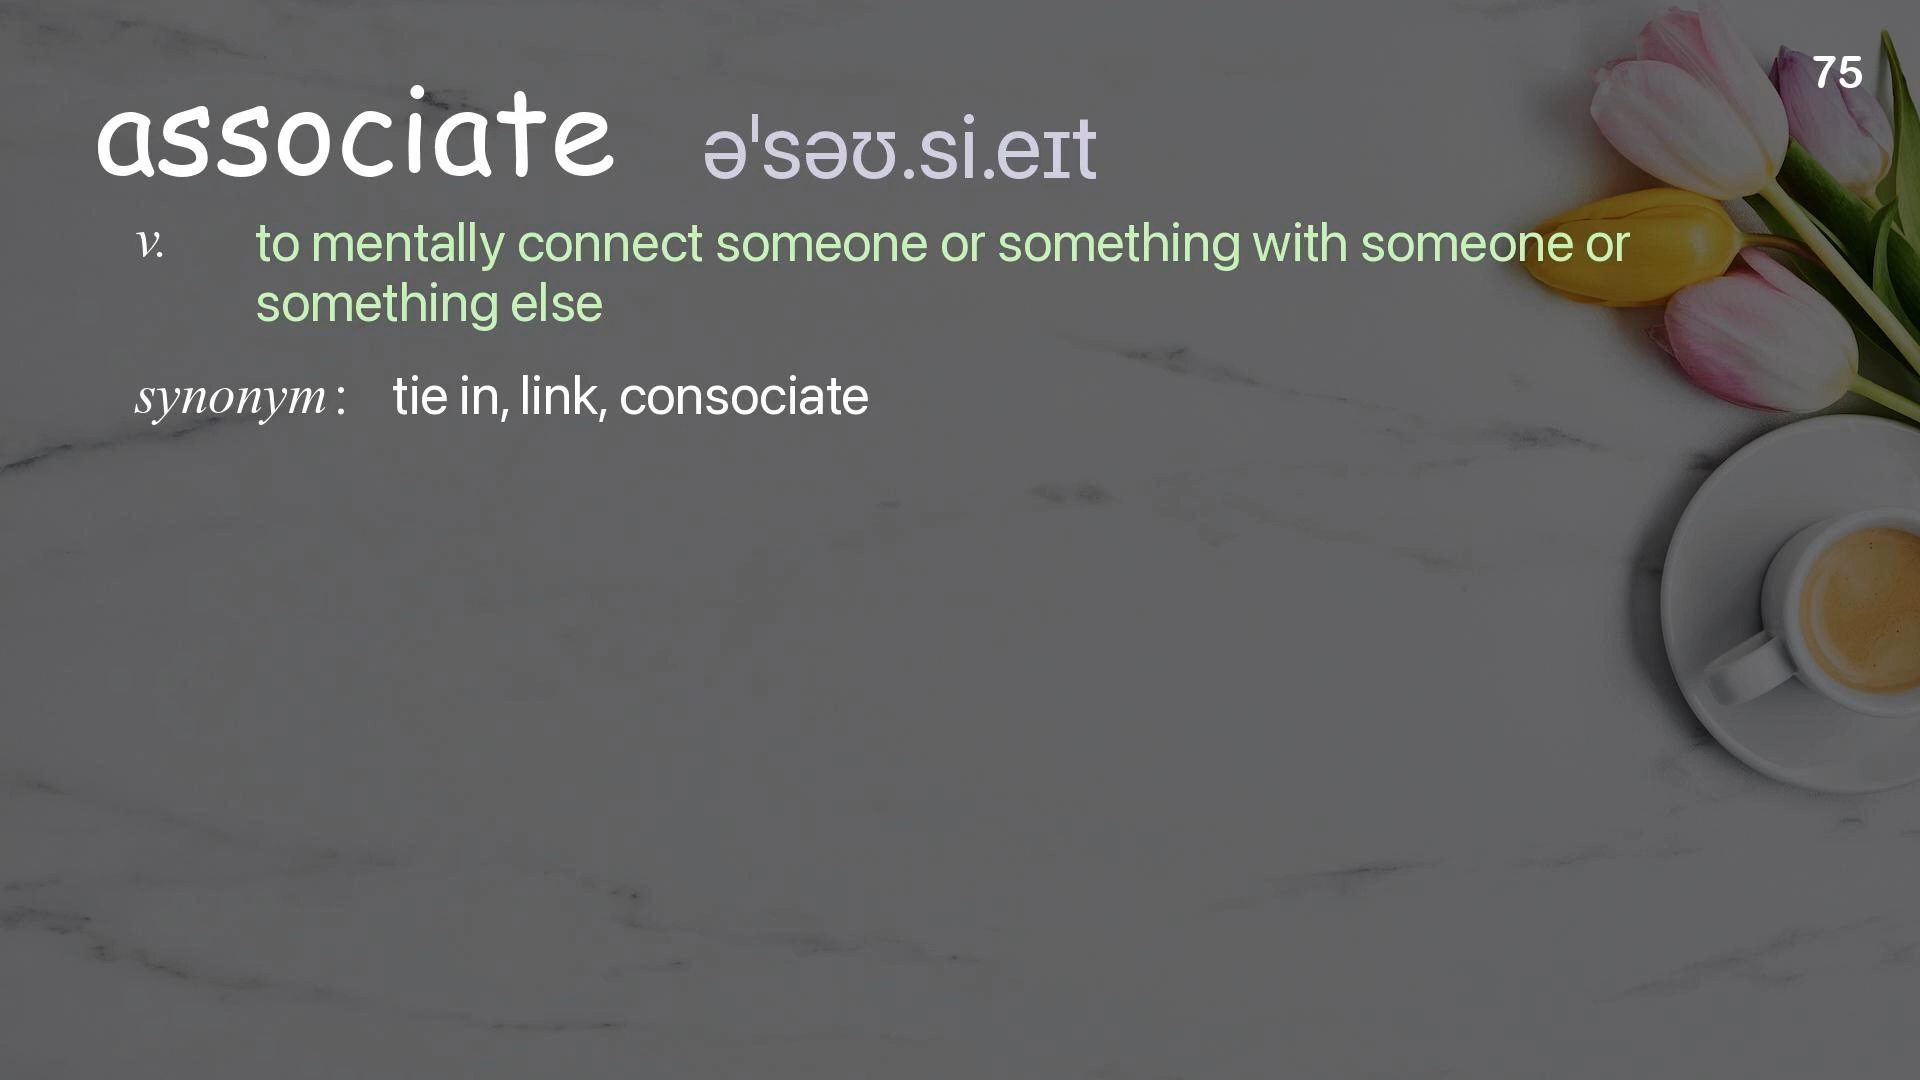 75
associate əˈsəʊ.si.eɪt
v. to mentally connect someone or something with someone or
something else
synonym : tie in, link, consociate